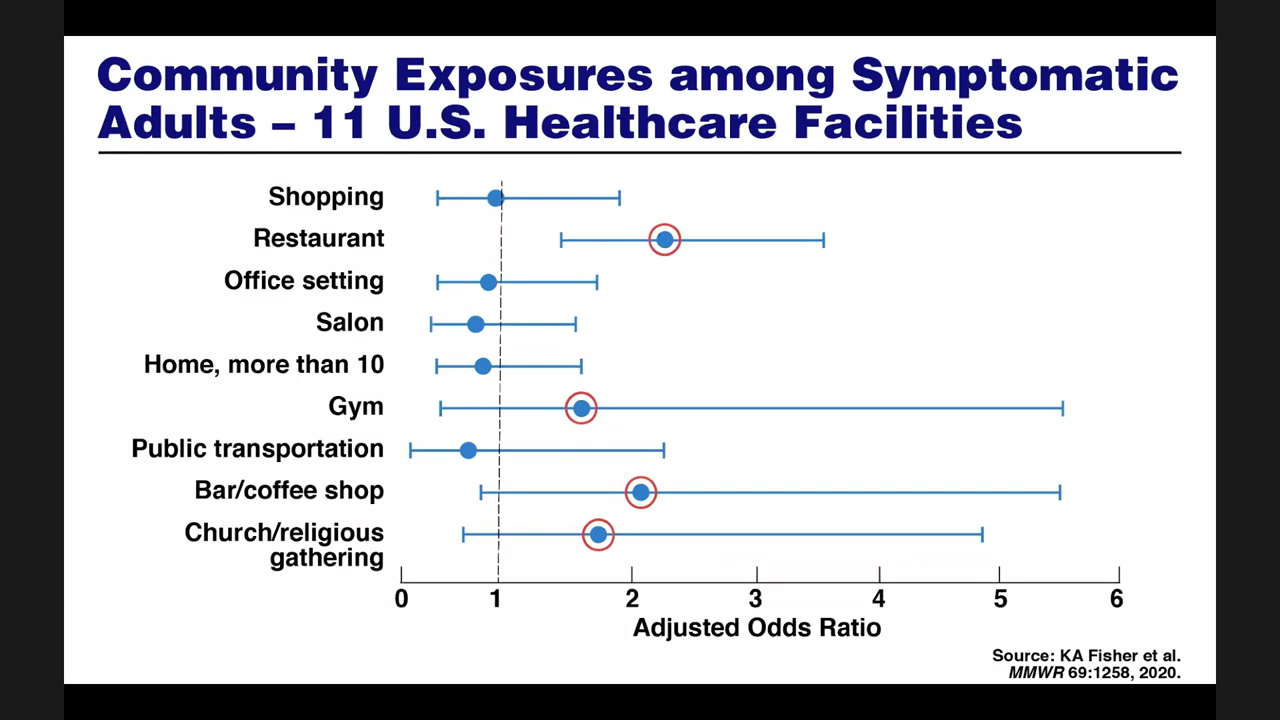 Community Exposures among Symptomatic
Adults – 11 U.S. Healthcare Facilities
Shopping
Restaurant
Office setting
Salon
Home, more than 10
Gym
Public transportation
Bar/coffee shop
Church/religious
gathering
0 1 2 3 4 5 6
Adjusted Odds Ratio
Source: KA Fisher et al.
MMWR 69:1258, 2020.